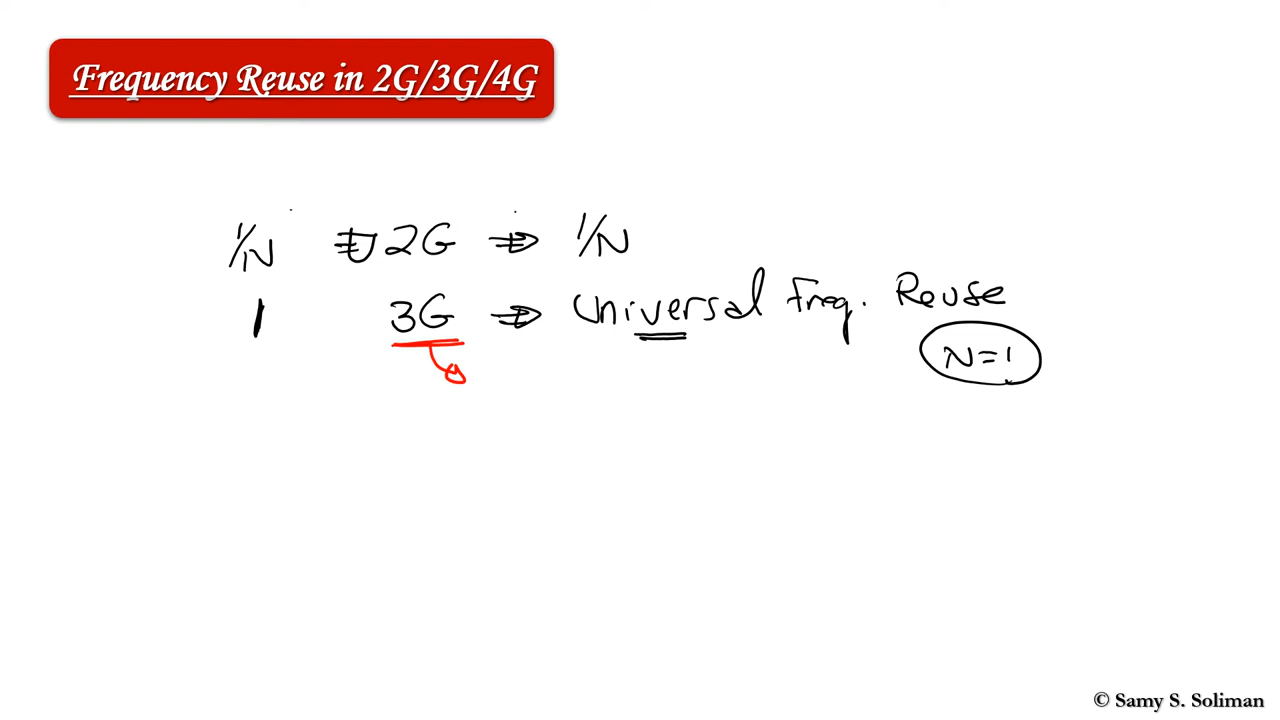 Frequency Reuse in 2G/3G/4G
1/N 2G ⇒ 1/N
1 3G ⇒ Universal Freq. Reuse
N=1
© Samy S. Soliman